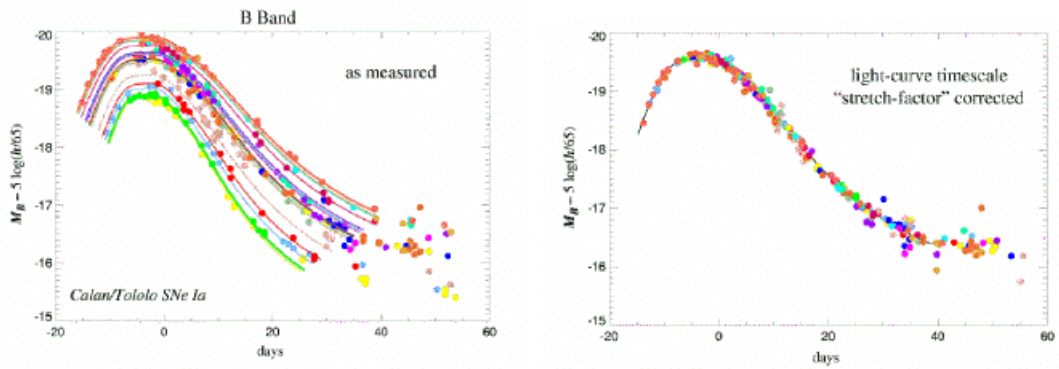 B Band
as measured
M_B – 5 log(h/65)
-20
-19
-18
-17
-16
-15
Calan/Tololo SNe Ia
-20
0
20
40
60
days
light-curve timescale
“stretch-factor” corrected
M_B – 5 log(h/65)
-20
-19
-18
-17
-16
-15
-20
0
20
40
60
days